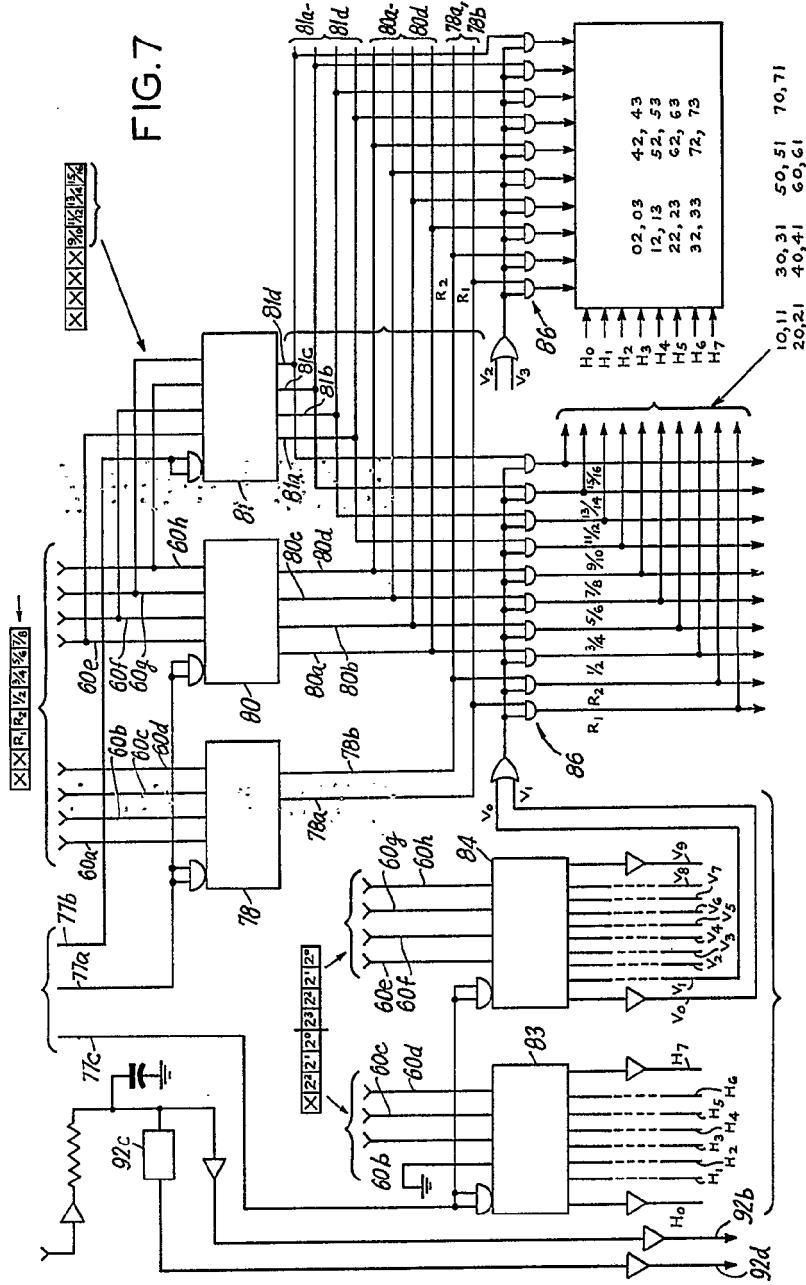 FIG. 7
X X R1 R2 1/2 3/4 5/6 7/8
X X X X 9/10 11/12 13/14 15/16
77b
77a
77c
60a
60b
60c
60d
60e
60f
60g
60h
78
80
81
78a
78b
80a
80b
80c
80d
81a
81b
81c
81d
81a-
81d
80a-
80d
78a,
78b
R2
R1
92c
X 2² 2¹ 2⁰ 2³ 2² 2¹ 2⁰
60b
60c
60d
60e
60f
60g
60h
83
84
H0
H1
H2
H3
H4
H5
H6
H7
V0
V1
V2
V3
V4
V5
V6
V7
V8
V9
92b
92d
V0
V1
86
R1
R2
1/2
3/4
5/6
7/8
9/10
11/12
13/14
15/16
V2
V3
86
H0
H1
H2
H3
H4
H5
H6
H7
02, 03 42, 43
12, 13 52, 53
22, 23 62, 63
32, 33 72, 73
10, 11 30, 31 50, 51 70, 71
20, 21 40, 41 60, 61